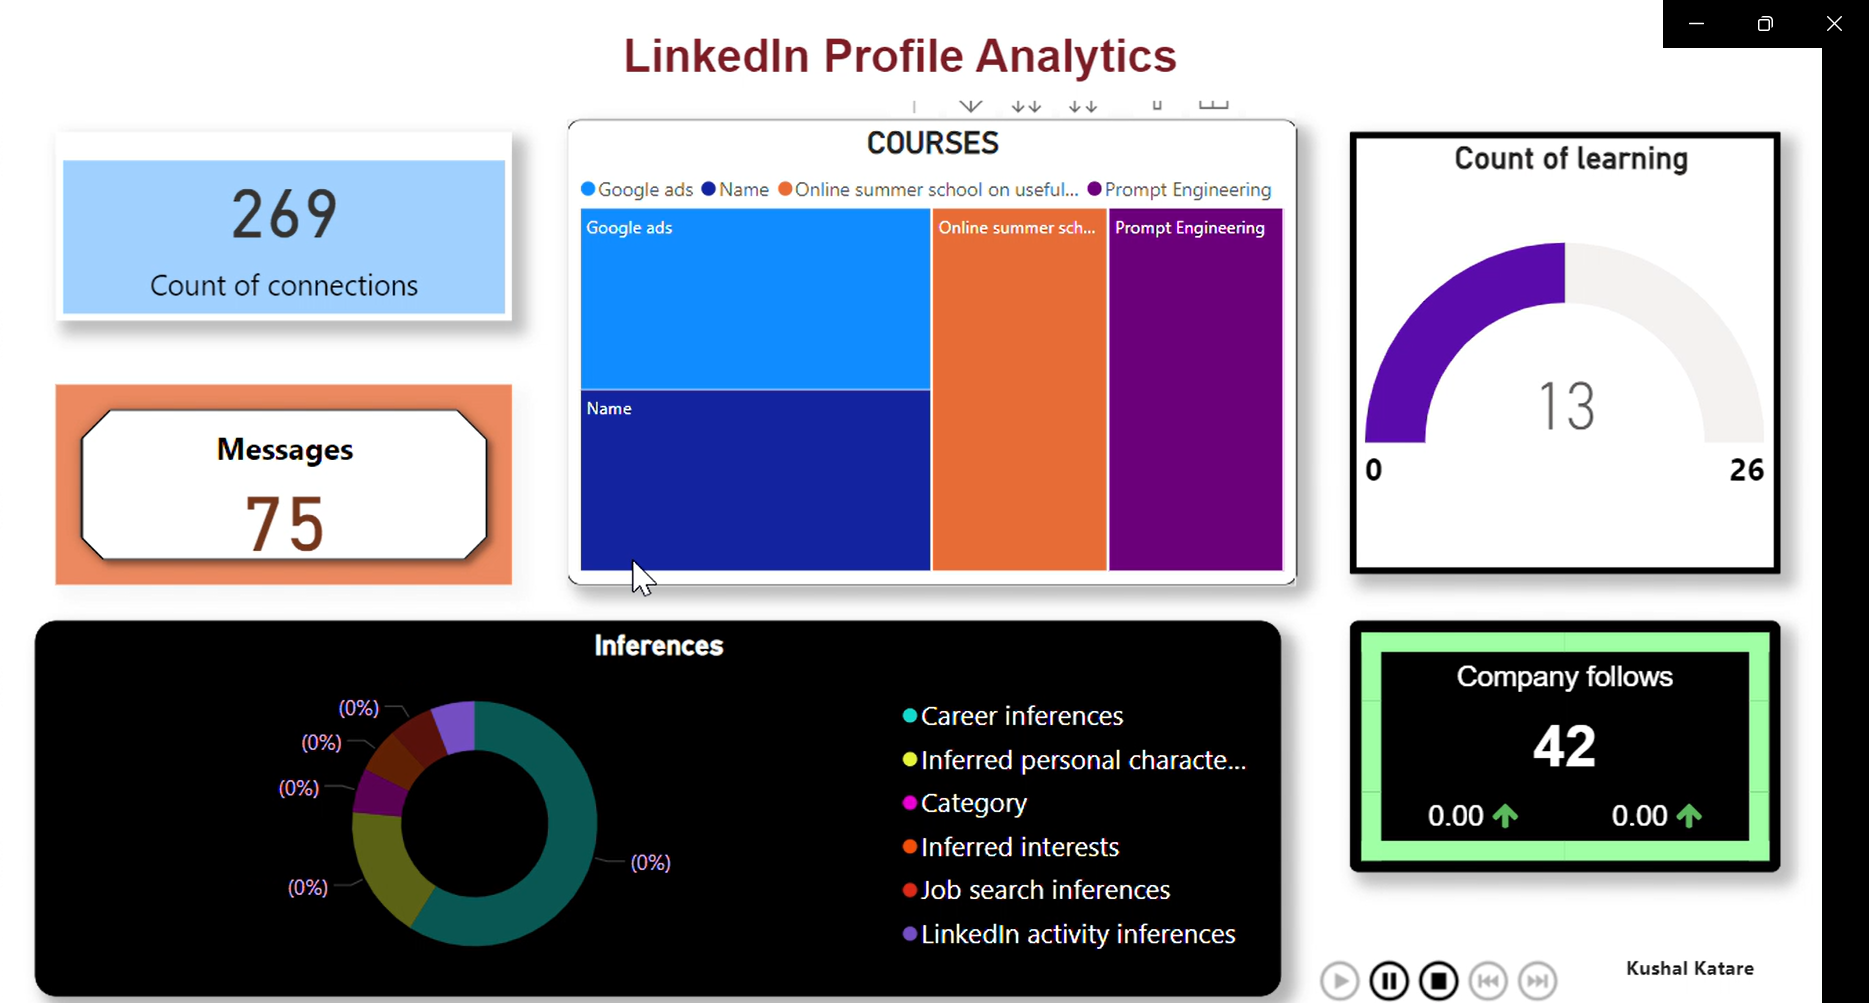 LinkedIn Profile Analytics
269
Count of connections
Messages
75
COURSES
Google ads Name Online summer school on useful... Prompt Engineering
Google ads
Online summer sch...
Prompt Engineering
Name
Count of learning
13
0
26
Inferences
(0%)
(0%)
(0%)
(0%)
(0%)
Career inferences
Inferred personal characte...
Category
Inferred interests
Job search inferences
LinkedIn activity inferences
Company follows
42
0.00 0.00
Kushal Katare